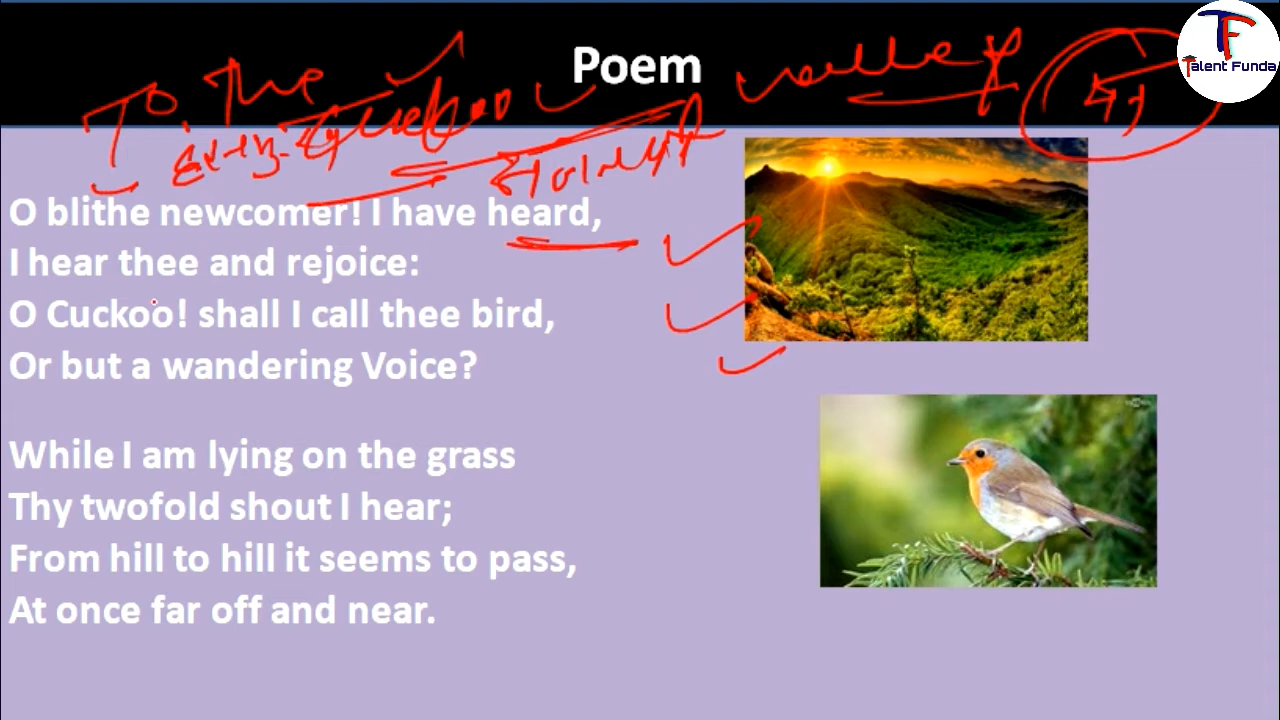 Poem
To The Cuckoo
valley
Talent Funda
O blithe newcomer! I have heard,
I hear thee and rejoice:
O Cuckoo! shall I call thee bird,
Or but a wandering Voice?
While I am lying on the grass
Thy twofold shout I hear;
From hill to hill it seems to pass,
At once far off and near.